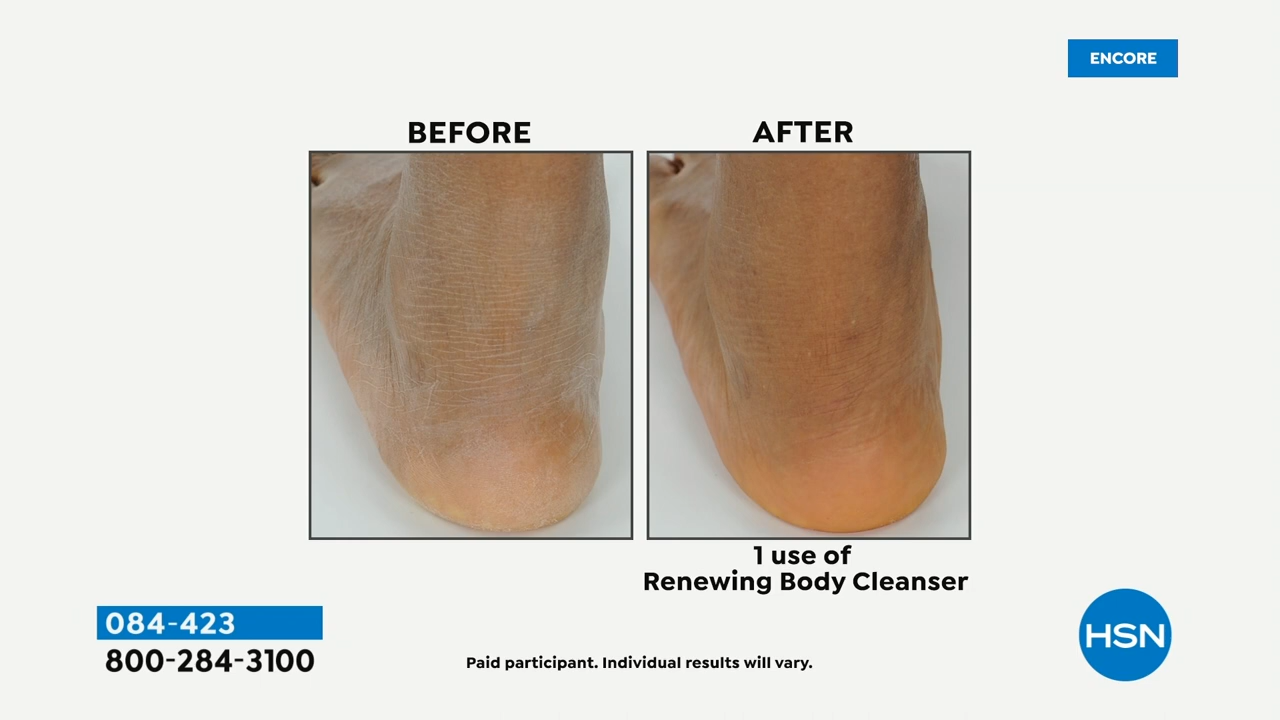 ENCORE
BEFORE
AFTER
1 use of
Renewing Body Cleanser
084-423
800-284-3100
Paid participant. Individual results will vary.
HSN